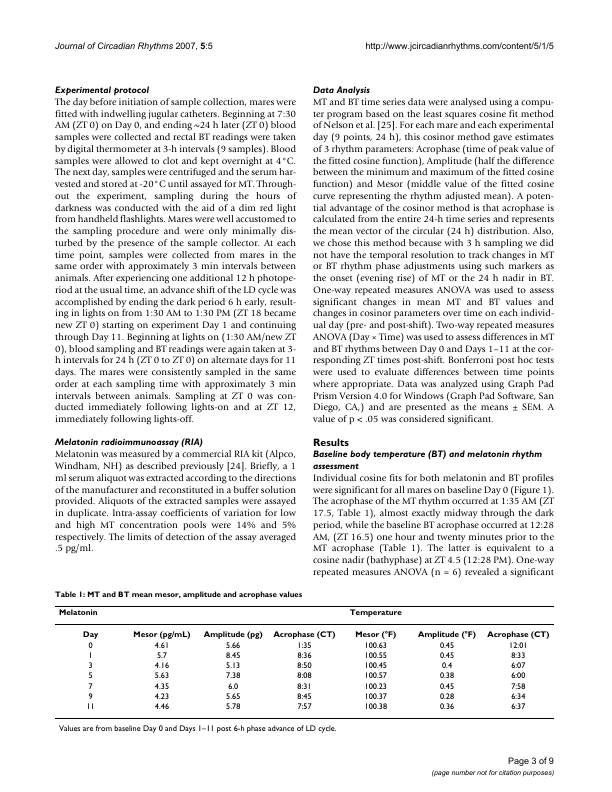 Journal of Circadian Rhythms 2007, 5:5
http://www.jcircadianrhythms.com/content/5/1/5
Experimental protocol
The day before initiation of sample collection, mares were
fitted with indwelling jugular catheters. Beginning at 7:30
AM (ZT 0) on Day 0, and ending ~24 h later (ZT 0) blood
samples were collected and rectal BT readings were taken
by digital thermometer at 3-h intervals (9 samples). Blood
samples were allowed to clot and kept overnight at 4°C.
The next day, samples were centrifuged and the serum har-
vested and stored at -20°C until assayed for MT. Through-
out the experiment, sampling during the hours of
darkness was conducted with the aid of a dim red light
from handheld flashlights. Mares were well accustomed to
the sampling procedure and were only minimally dis-
turbed by the presence of the sample collector. At each
time point, samples were collected from mares in the
same order with approximately 3 min intervals between
animals. After experiencing one additional 12 h photope-
riod at the usual time, an advance shift of the LD cycle was
accomplished by ending the dark period 6 h early, result-
ing in lights on from 1:30 AM to 1:30 PM (ZT 18 became
new ZT 0) starting on experiment Day 1 and continuing
through Day 11. Beginning at lights on (1:30 AM/new ZT
0), blood sampling and BT readings were again taken at 3-
h intervals for 24 h (ZT 0 to ZT 0) on alternate days for 11
days. The mares were consistently sampled in the same
order at each sampling time with approximately 3 min
intervals between animals. Sampling at ZT 0 was con-
ducted immediately following lights-on and at ZT 12,
immediately following lights-off.
Melatonin radioimmunoassay (RIA)
Melatonin was measured by a commercial RIA kit (Alpco,
Windham, NH) as described previously [24]. Briefly, a 1
ml serum aliquot was extracted according to the directions
of the manufacturer and reconstituted in a buffer solution
provided. Aliquots of the extracted samples were assayed
in duplicate. Intra-assay coefficients of variation for low
and high MT concentration pools were 14% and 5%
respectively. The limits of detection of the assay averaged
.5 pg/ml.
Data Analysis
MT and BT time series data were analysed using a compu-
ter program based on the least squares cosine fit method
of Nelson et al. [25]. For each mare and each experimental
day (9 points, 24 h), this cosinor method gave estimates
of 3 rhythm parameters: Acrophase (time of peak value of
the fitted cosine function), Amplitude (half the difference
between the minimum and maximum of the fitted cosine
function) and Mesor (middle value of the fitted cosine
curve representing the rhythm adjusted mean). A poten-
tial advantage of the cosinor method is that acrophase is
calculated from the entire 24-h time series and represents
the mean vector of the circular (24 h) distribution. Also,
we chose this method because with 3 h sampling we did
not have the temporal resolution to track changes in MT
or BT rhythm phase adjustments using such markers as
the onset (evening rise) of MT or the 24 h nadir in BT.
One-way repeated measures ANOVA was used to assess
significant changes in mean MT and BT values and
changes in cosinor parameters over time on each individ-
ual day (pre- and post-shift). Two-way repeated measures
ANOVA (Day × Time) was used to assess differences in MT
and BT rhythms between Day 0 and Days 1–11 at the cor-
responding ZT times post-shift. Bonferroni post hoc tests
were used to evaluate differences between time points
where appropriate. Data was analyzed using Graph Pad
Prism Version 4.0 for Windows (Graph Pad Software, San
Diego, CA,) and are presented as the means ± SEM. A
value of p < .05 was considered significant.
Results
Baseline body temperature (BT) and melatonin rhythm
assessment
Individual cosine fits for both melatonin and BT profiles
were significant for all mares on baseline Day 0 (Figure 1).
The acrophase of the MT rhythm occurred at 1:35 AM (ZT
17.5, Table 1), almost exactly midway through the dark
period, while the baseline BT acrophase occurred at 12:28
AM, (ZT 16.5) one hour and twenty minutes prior to the
MT acrophase (Table 1). The latter is equivalent to a
cosine nadir (bathyphase) at ZT 4.5 (12:28 PM). One-way
repeated measures ANOVA (n = 6) revealed a significant
Table 1: MT and BT mean mesor, amplitude and acrophase values
Melatonin Temperature
Day Mesor (pg/mL) Amplitude (pg) Acrophase (CT) Mesor (°F) Amplitude (°F) Acrophase (CT)
0 4.61 5.66 1:35 100.63 0.45 12:01
1 5.7 8.45 8:36 100.55 0.45 8:33
3 4.16 5.13 8:50 100.45 0.4 6:07
5 5.63 7.38 8:08 100.57 0.38 6:00
7 4.35 6.0 8:31 100.23 0.45 7:58
9 4.23 5.65 8:45 100.37 0.28 6:34
11 4.46 5.78 7:57 100.38 0.36 6:37
Values are from baseline Day 0 and Days 1–11 post 6-h phase advance of LD cycle.
Page 3 of 9
(page number not for citation purposes)